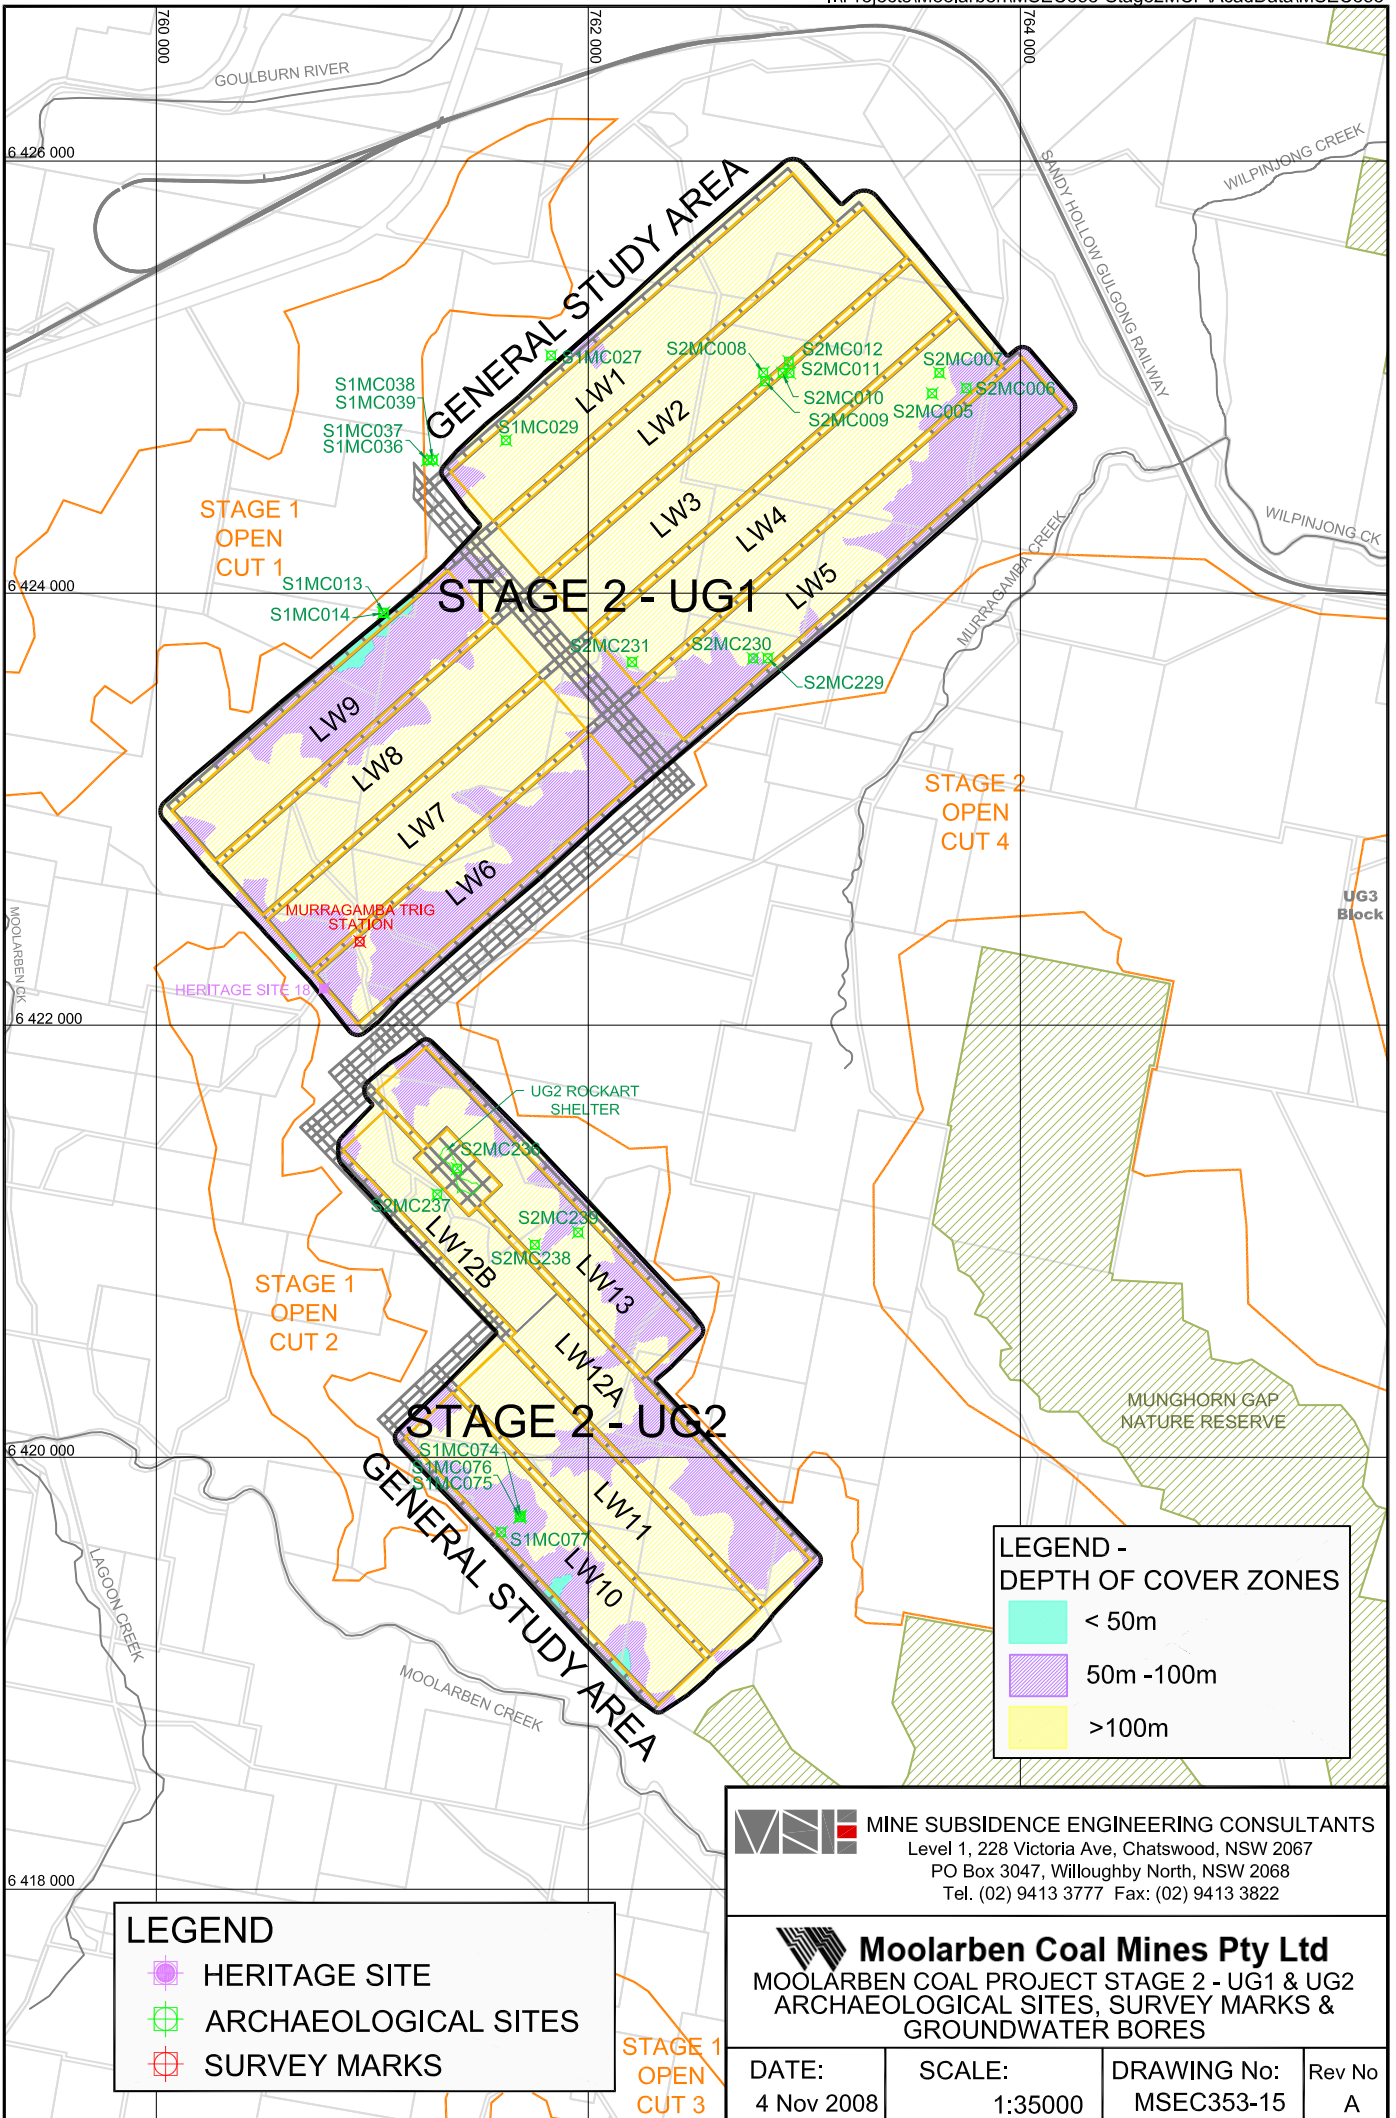 760 000
762 000
764 000
GOULBURN RIVER
6 426 000
WILPINJONG CREEK
SANDY HOLLOW GULGONG RAILWAY
GENERAL STUDY AREA
S1MC027
LW1
S2MC008
S2MC012
S2MC011
S2MC010
S2MC009
S2MC007
S2MC006
S2MC005
S1MC038
S1MC039
S1MC037
S1MC036
S1MC029
LW2
LW3
LW4
LW5
STAGE 1
OPEN
CUT 1
WILPINJONG CK
MURRAGAMBA CREEK
6 424 000
S1MC013
S1MC014
STAGE 2 - UG1
S2MC231
S2MC230
S2MC229
LW9
LW8
LW7
LW6
STAGE 2
OPEN
CUT 4
UG3
Block
MOOLARBEN CK
MURRAGAMBA TRIG
STATION
HERITAGE SITE 18
6 422 000
UG2 ROCKART
SHELTER
S2MC236
S2MC237
S2MC239
S2MC238
LW12B
LW13
LW12A
STAGE 1
OPEN
CUT 2
MUNGHORN GAP
NATURE RESERVE
STAGE 2 - UG2
6 420 000
S1MC074
S1MC076
S1MC075
S1MC077
LW11
LW10
GENERAL STUDY AREA
LAGOON CREEK
MOOLARBEN CREEK
LEGEND -
DEPTH OF COVER ZONES
< 50m
50m -100m
>100m
MINE SUBSIDENCE ENGINEERING CONSULTANTS
Level 1, 228 Victoria Ave, Chatswood, NSW 2067
PO Box 3047, Willoughby North, NSW 2068
Tel. (02) 9413 3777 Fax: (02) 9413 3822
6 418 000
LEGEND
HERITAGE SITE
ARCHAEOLOGICAL SITES
SURVEY MARKS
Moolarben Coal Mines Pty Ltd
MOOLARBEN COAL PROJECT STAGE 2 - UG1 & UG2
ARCHAEOLOGICAL SITES, SURVEY MARKS &
GROUNDWATER BORES
STAGE 1
OPEN
CUT 3
DATE:
4 Nov 2008
SCALE:
1:35000
DRAWING No:
MSEC353-15
Rev No
A